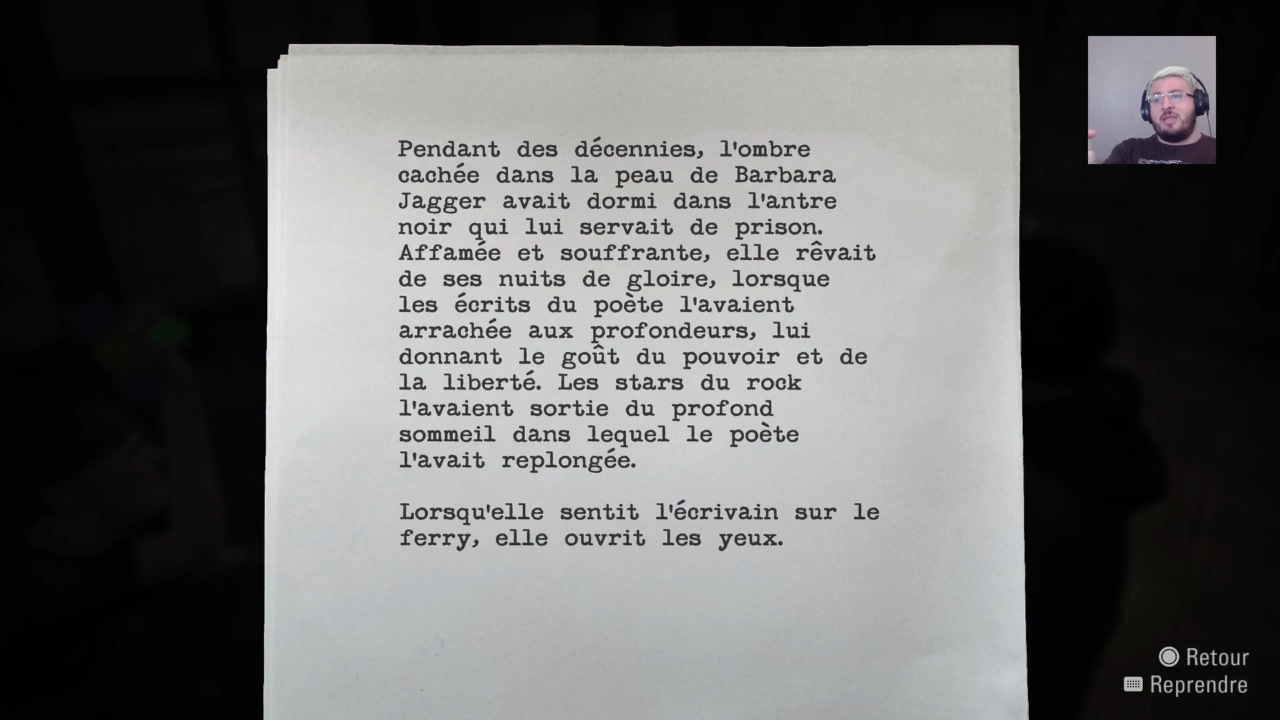 Pendant des décennies, l'ombre
cachée dans la peau de Barbara
Jagger avait dormi dans l'antre
noir qui lui servait de prison.
Affamée et souffrante, elle rêvait
de ses nuits de gloire, lorsque
les écrits du poète l'avaient
arrachée aux profondeurs, lui
donnant le goût du pouvoir et de
la liberté. Les stars du rock
l'avaient sortie du profond
sommeil dans lequel le poète
l'avait replongée.
Lorsqu'elle sentit l'écrivain sur le
ferry, elle ouvrit les yeux.
Retour
Reprendre